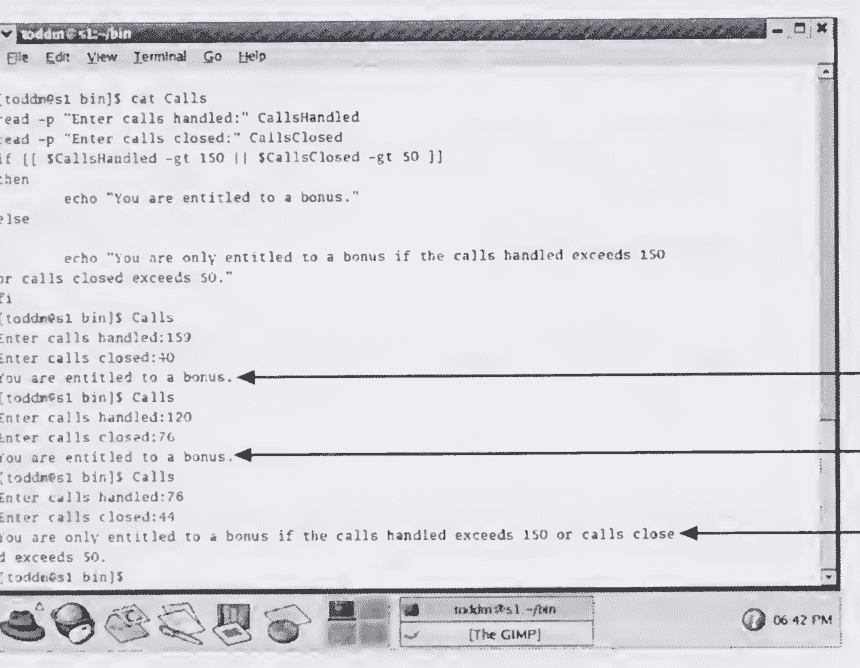 toddm@s1:~/bin
File Edit View Terminal Go Help
[toddm@s1 bin]$ cat Calls
read -p "Enter calls handled:" CallsHandled
read -p "Enter calls closed:" CallsClosed
if [[ $CallsHandled -gt 150 || $CallsClosed -gt 50 ]]
then
echo "You are entitled to a bonus."
else
echo "You are only entitled to a bonus if the calls handled exceeds 150
or calls closed exceeds 50."
fi
[toddm@s1 bin]$ Calls
Enter calls handled:159
Enter calls closed:40
You are entitled to a bonus.
[toddm@s1 bin]$ Calls
Enter calls handled:120
Enter calls closed:76
You are entitled to a bonus.
[toddm@s1 bin]$ Calls
Enter calls handled:76
Enter calls closed:44
You are only entitled to a bonus if the calls handled exceeds 150 or calls close
d exceeds 50.
[toddm@s1 bin]$
toddm@s1:~/bin
[The GIMP]
06:42 PM